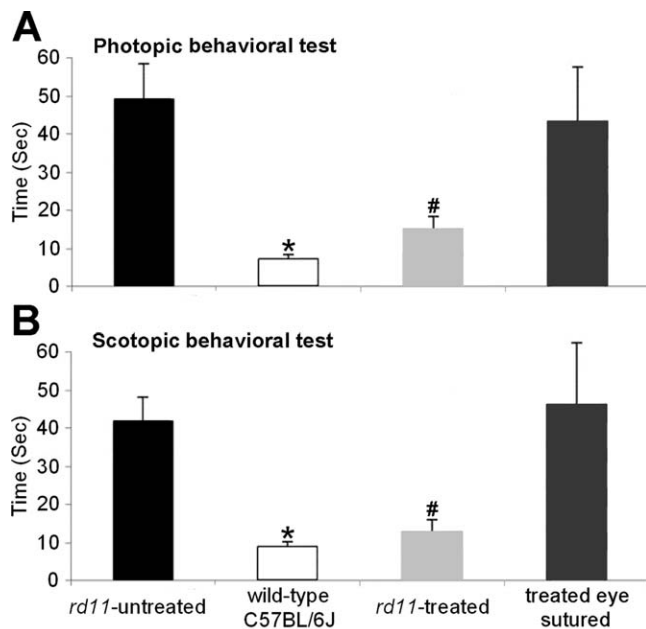 A
Photopic behavioral test
60
50
40
30
20
10
0
Time (Sec)
*
#
B
Scotopic behavioral test
60
50
40
30
20
10
0
Time (Sec)
*
#
rd11-untreated
wild-type
C57BL/6J
rd11-treated
treated eye
sutured